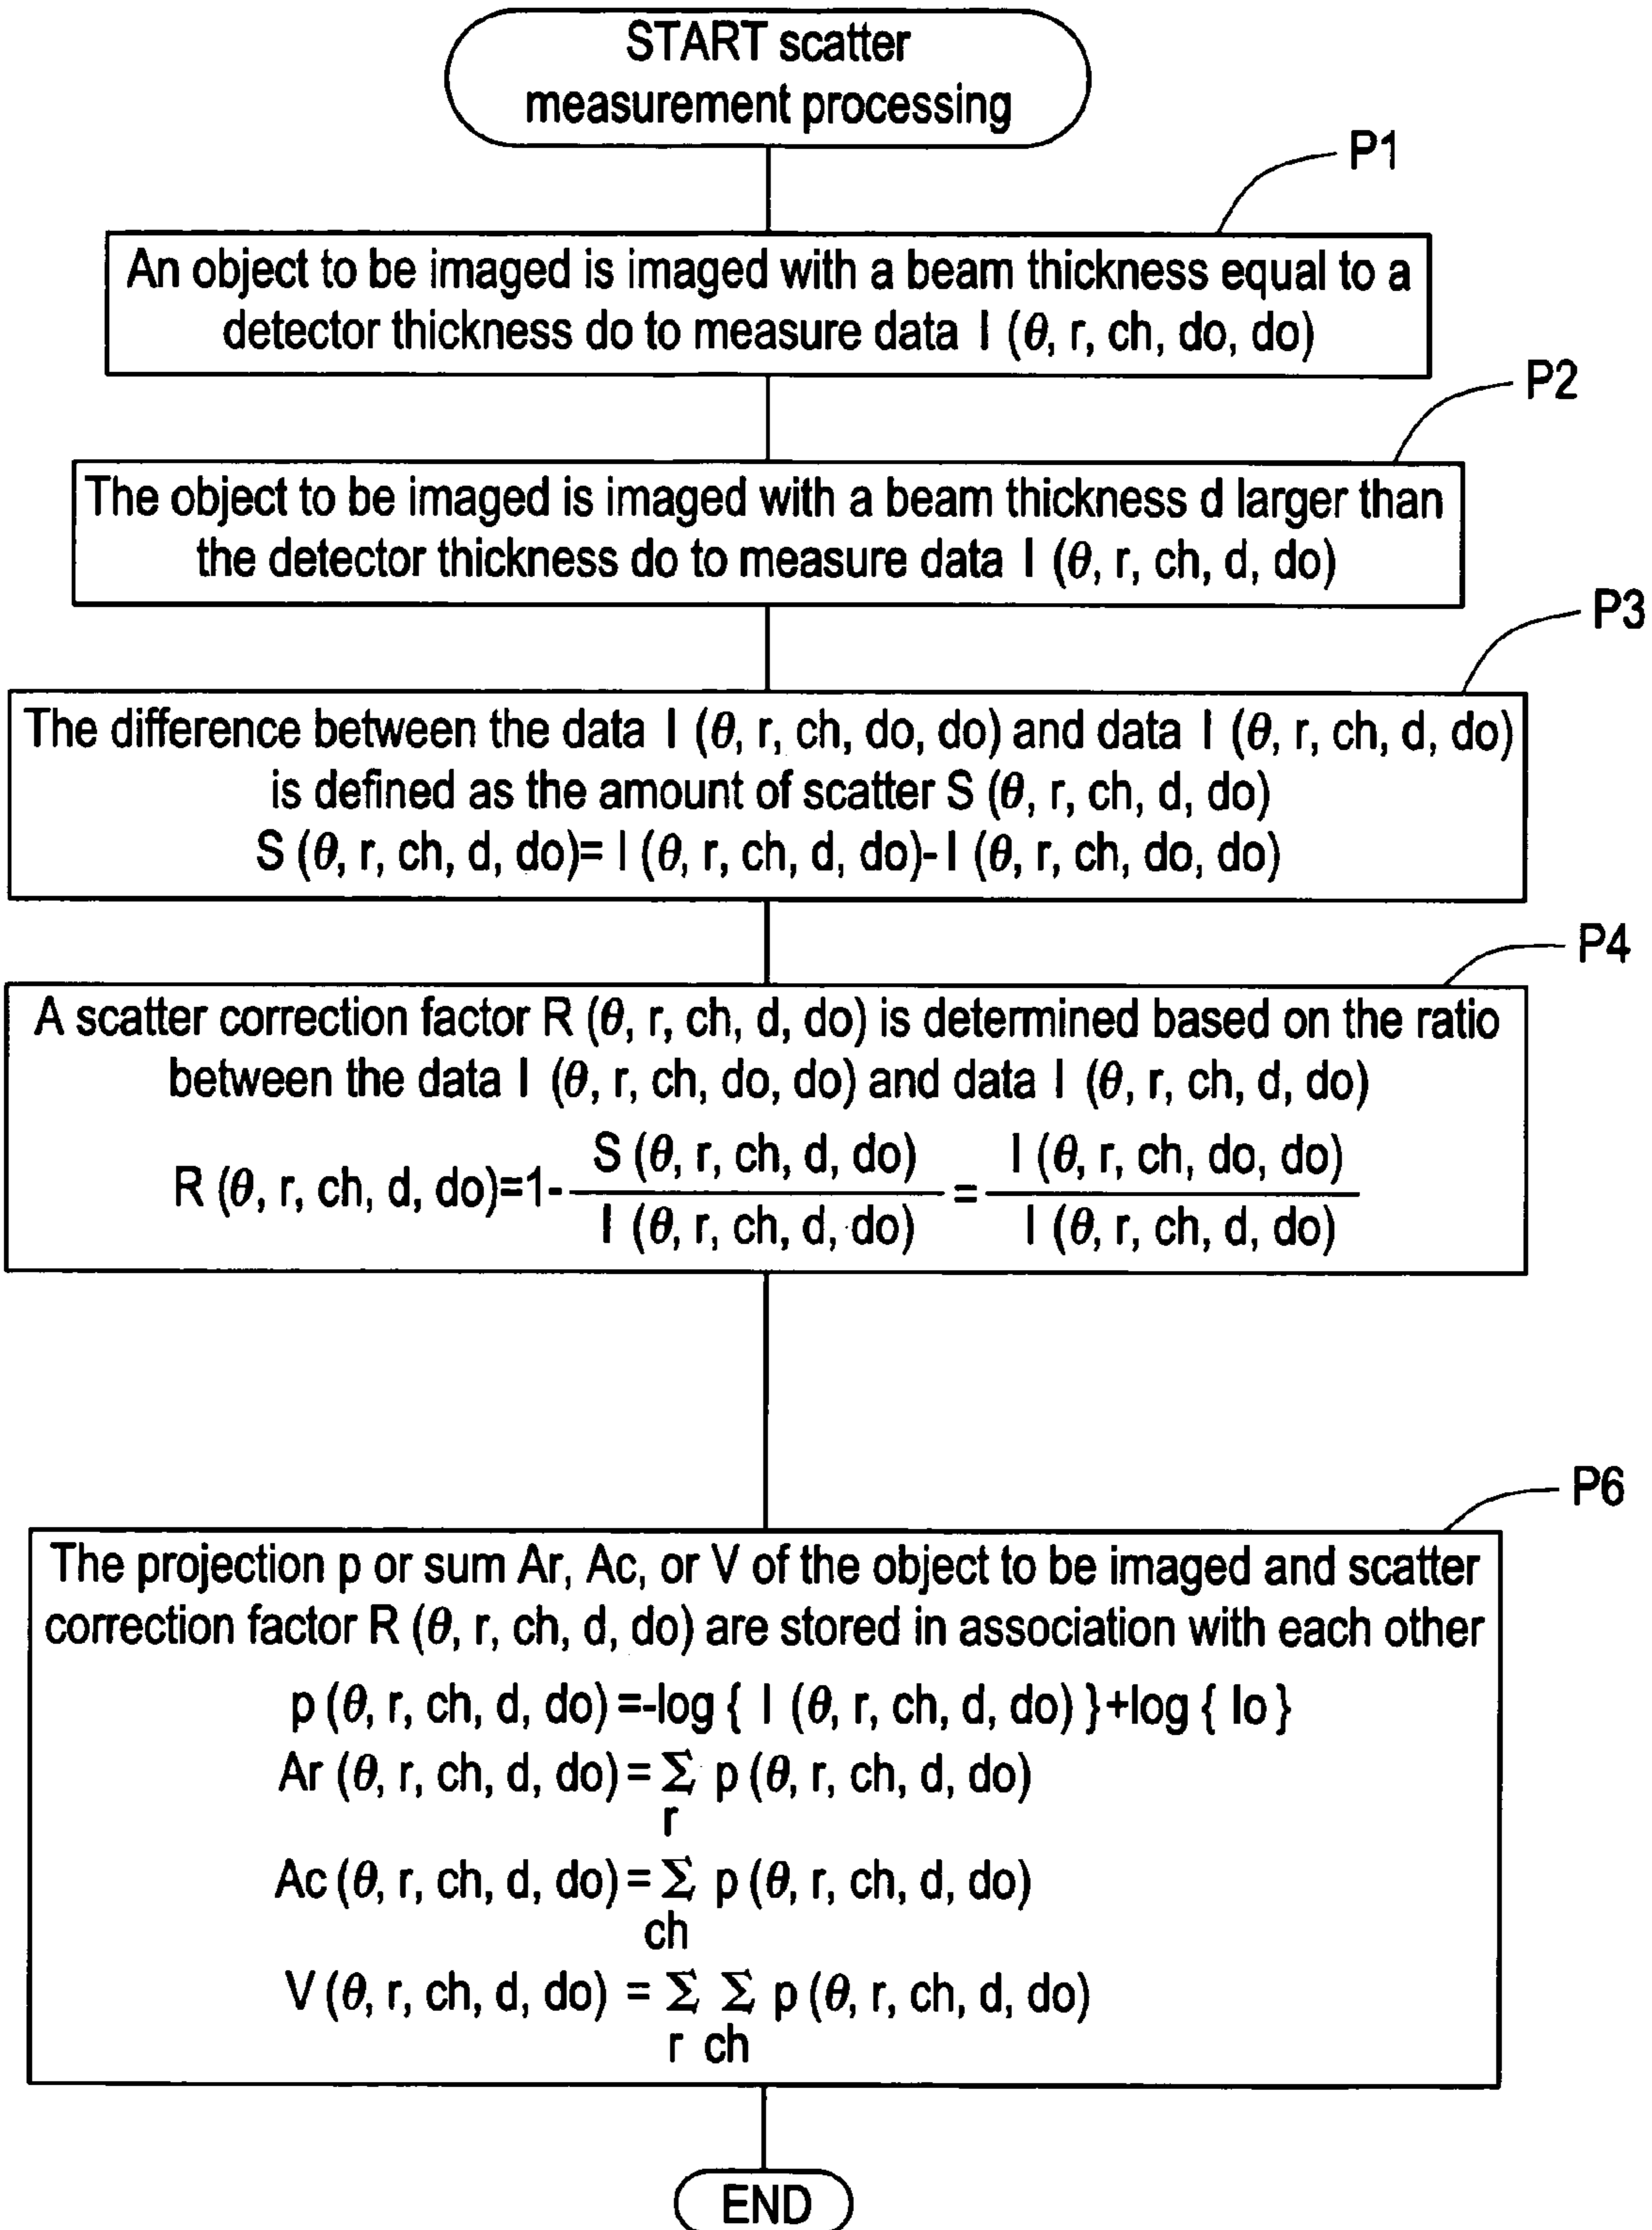 START scatter
measurement processing
P1
An object to be imaged is imaged with a beam thickness equal to a
detector thickness do to measure data I (θ, r, ch, do, do)
P2
The object to be imaged is imaged with a beam thickness d larger than
the detector thickness do to measure data I (θ, r, ch, d, do)
P3
The difference between the data I (θ, r, ch, do, do) and data I (θ, r, ch, d, do)
is defined as the amount of scatter S (θ, r, ch, d, do)
S (θ, r, ch, d, do)= I (θ, r, ch, d, do)-I (θ, r, ch, do, do)
P4
A scatter correction factor R (θ, r, ch, d, do) is determined based on the ratio
between the data I (θ, r, ch, do, do) and data I (θ, r, ch, d, do)
S (θ, r, ch, d, do) I (θ, r, ch, do, do)
R (θ, r, ch, d, do)=1- =
I (θ, r, ch, d, do) I (θ, r, ch, d, do)
P6
The projection p or sum Ar, Ac, or V of the object to be imaged and scatter
correction factor R (θ, r, ch, d, do) are stored in association with each other
p (θ, r, ch, d, do) =-log { I (θ, r, ch, d, do) }+log { Io }
Ar (θ, r, ch, d, do) = Σ p (θ, r, ch, d, do)
r
Ac (θ, r, ch, d, do) = Σ p (θ, r, ch, d, do)
ch
V (θ, r, ch, d, do) = Σ Σ p (θ, r, ch, d, do)
r ch
END